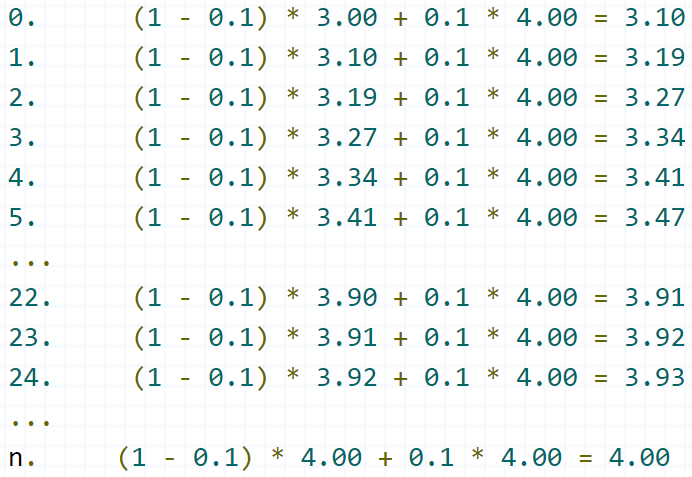 0. (1 - 0.1) * 3.00 + 0.1 * 4.00 = 3.10
1. (1 - 0.1) * 3.10 + 0.1 * 4.00 = 3.19
2. (1 - 0.1) * 3.19 + 0.1 * 4.00 = 3.27
3. (1 - 0.1) * 3.27 + 0.1 * 4.00 = 3.34
4. (1 - 0.1) * 3.34 + 0.1 * 4.00 = 3.41
5. (1 - 0.1) * 3.41 + 0.1 * 4.00 = 3.47
...
22. (1 - 0.1) * 3.90 + 0.1 * 4.00 = 3.91
23. (1 - 0.1) * 3.91 + 0.1 * 4.00 = 3.92
24. (1 - 0.1) * 3.92 + 0.1 * 4.00 = 3.93
...
n. (1 - 0.1) * 4.00 + 0.1 * 4.00 = 4.00